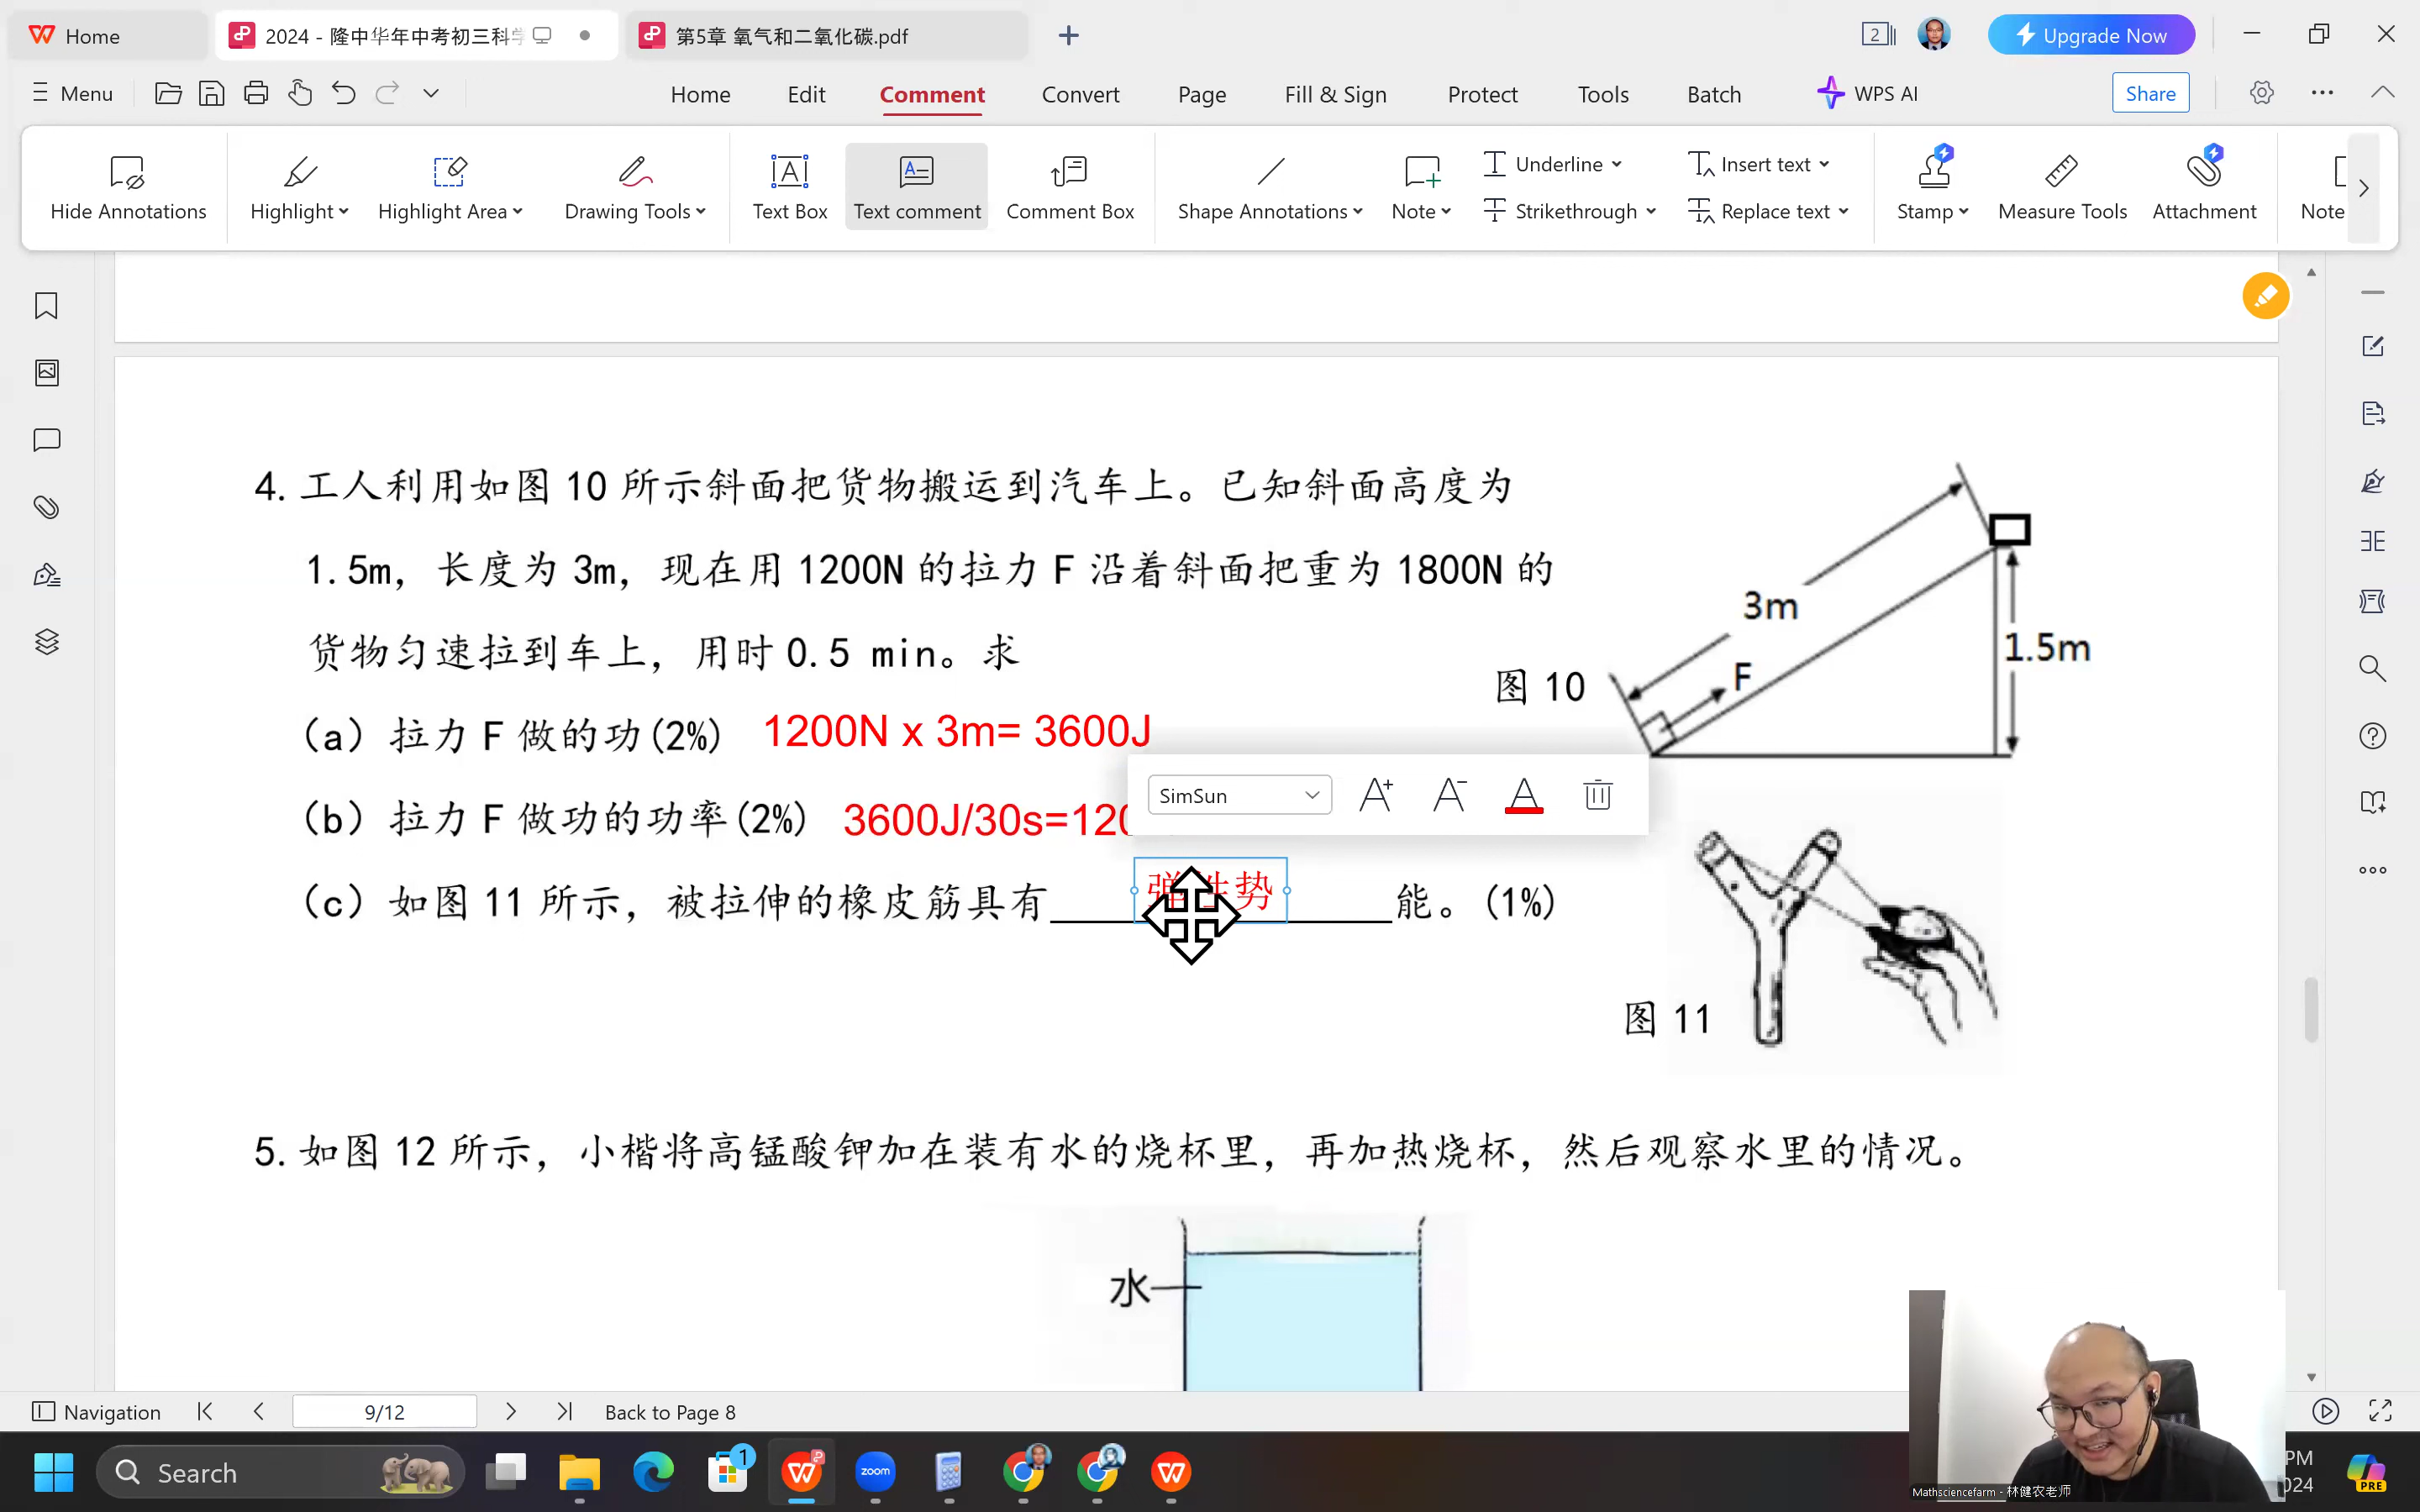 Home
2024 - 隆中华年中考初三科学
第5章 氧气和二氧化碳.pdf
2
Upgrade Now
Menu
Home Edit Comment Convert Page Fill & Sign Protect Tools Batch WPS AI
Share
Hide Annotations
Highlight
Highlight Area
Drawing Tools
Text Box
Text comment
Comment Box
Shape Annotations
Note
Underline
Strikethrough
Insert text
Replace text
Stamp
Measure Tools
Attachment
Note
4. 工人利用如图 10 所示斜面把货物搬运到汽车上。已知斜面高度为
1.5m, 长度为 3m, 现在用 1200N 的拉力 F 沿着斜面把重为 1800N 的
货物匀速拉到车上, 用时 0.5 min。求
(a) 拉力 F 做的功(2%) 1200N x 3m= 3600J
(b) 拉力 F 做功的功率(2%) 3600J/30s=120
(c) 如图 11 所示, 被拉伸的橡皮筋具有 弹性势 能。(1%)
3m
F
1.5m
图 10
SimSun
图 11
5. 如图 12 所示, 小楷将高锰酸钾加在装有水的烧杯里, 再加热烧杯, 然后观察水里的情况。
水
Navigation
9/12
Back to Page 8
Search
1
zoom
PM
024
PRE
Mathsciencefarm - 林健农老师